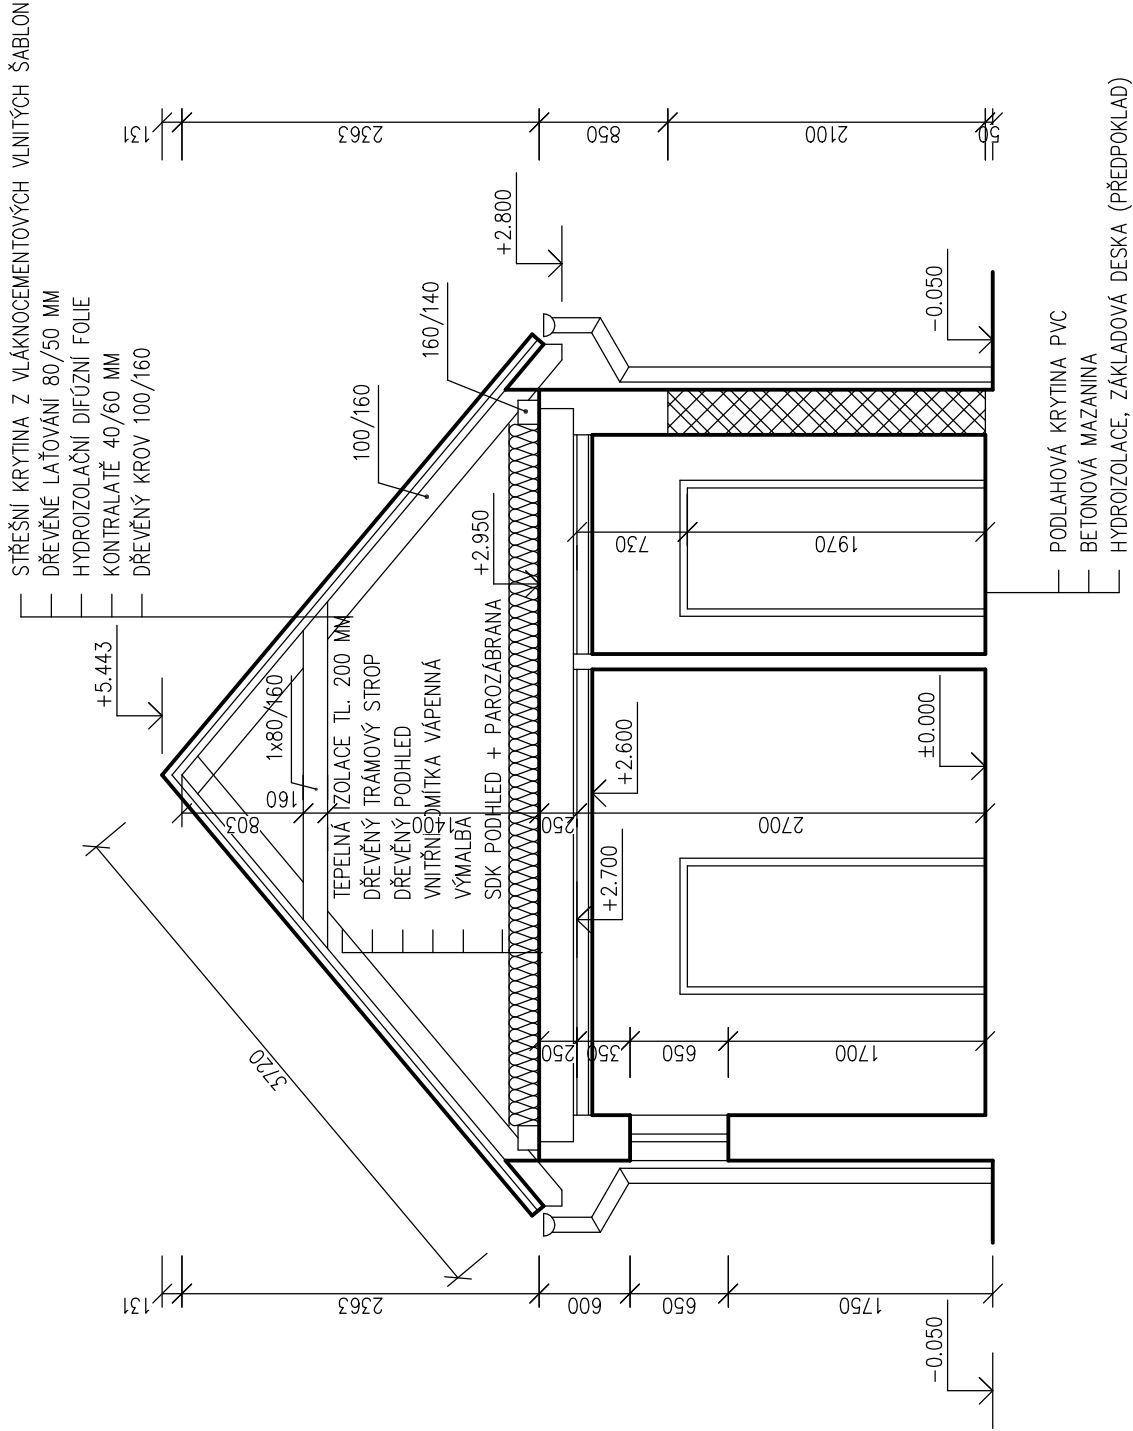 STŘEŠNÍ KRYTINA Z VLÁKNOCEMENTOVÝCH VLNITÝCH ŠABLON
DŘEVĚNÉ LAŤOVÁNÍ 80/50 MM
HYDROIZOLAČNÍ DIFÚZNÍ FOLIE
KONTRALATĚ 40/60 MM
DŘEVĚNÝ KROV 100/160
+5.443
131
2363
850
2100
50
+2.800
-0.050
160/140
100/160
+2.950
1x80/160
TEPELNÁ IZOLACE TL. 200 MM
DŘEVĚNÝ TRÁMOVÝ STROP
DŘEVĚNÝ PODHLED
VNITŘNÍ OMÍTKA VÁPENNÁ
VÝMALBA
SDK PODHLED + PAROZÁBRANA
730
1970
803
160
1400
250
2700
+2.600
±0.000
+2.700
250
350
650
1700
3720
131
2363
600
650
1750
-0.050
PODLAHOVÁ KRYTINA PVC
BETONOVÁ MAZANINA
HYDROIZOLACE, ZÁKLADOVÁ DESKA (PŘEDPOKLAD)